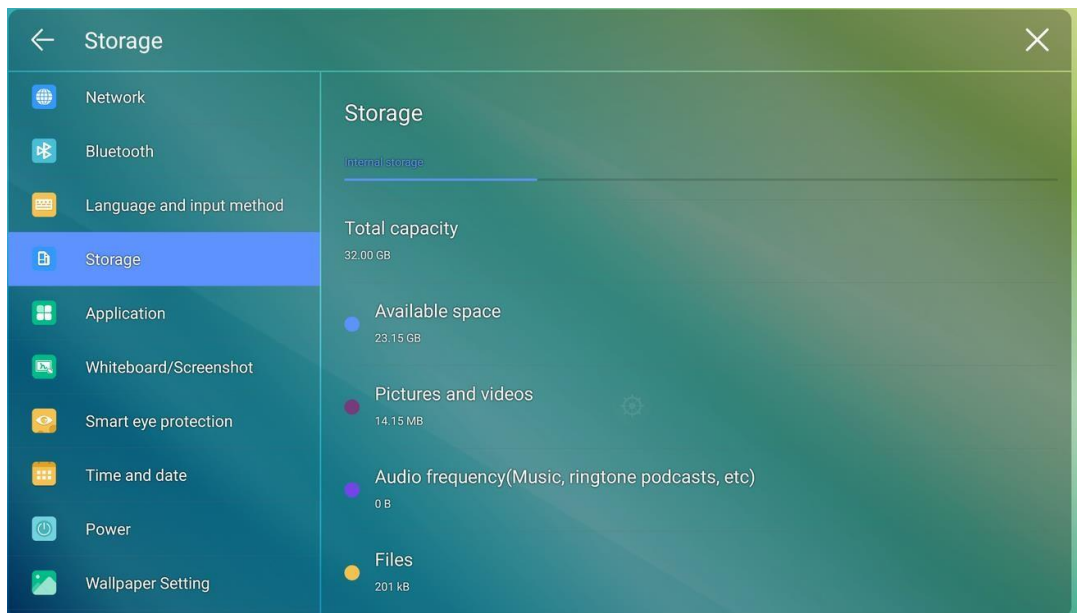 Storage
Network
Bluetooth
Language and input method
Storage
Application
Whiteboard/Screenshot
Smart eye protection
Time and date
Power
Wallpaper Setting
Storage
Internal storage
Total capacity
32.00 GB
Available space
23.15 GB
Pictures and videos
14.15 MB
Audio frequency(Music, ringtone podcasts, etc)
0 B
Files
201 kB